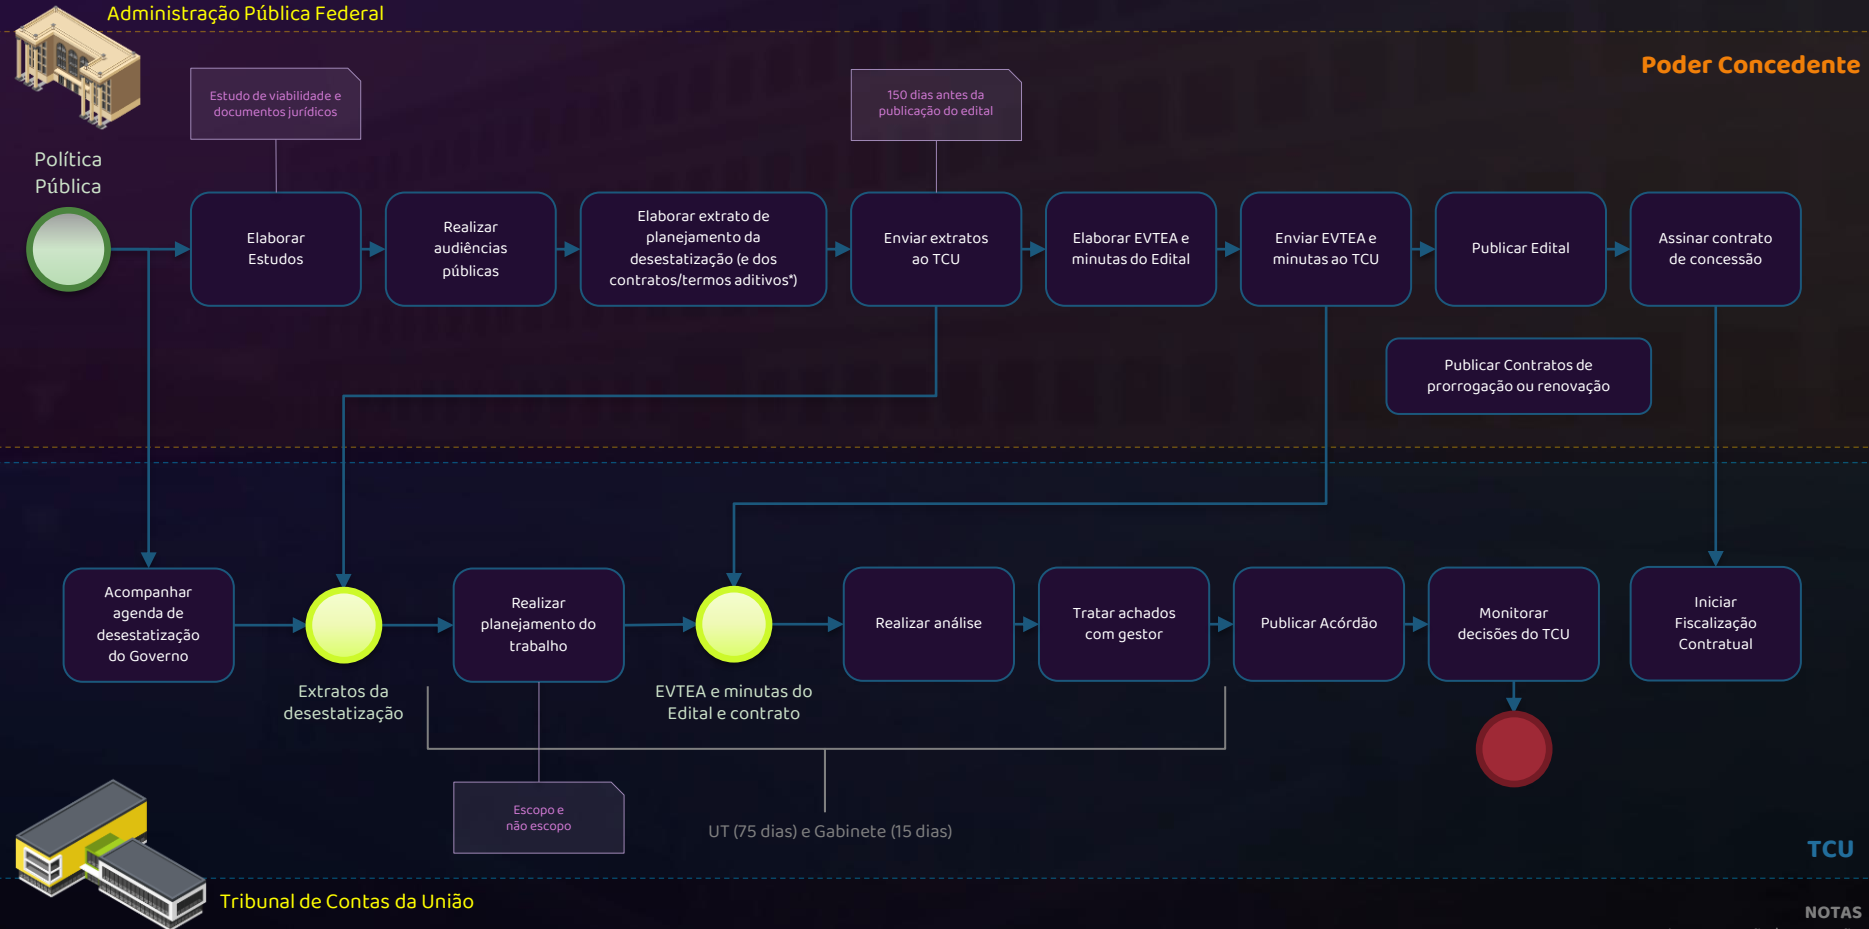 Administração Pública Federal
Poder Concedente
Estudo de viabilidade e
documentos jurídicos
150 dias antes da
publicação do edital
Política
Pública
Elaborar
Estudos
Realizar
audiências
públicas
Elaborar extrato de
planejamento da
desestatização (e dos
contratos/termos aditivos*)
Enviar extratos
ao TCU
Elaborar EVTEA e
minutas do Edital
Enviar EVTEA e
minutas ao TCU
Publicar Edital
Assinar contrato
de concessão
Publicar Contratos de
prorrogação ou renovação
Acompanhar
agenda de
desestatização
do Governo
Extratos da
desestatização
Realizar
planejamento do
trabalho
EVTEA e minutas do
Edital e contrato
Realizar análise
Tratar achados
com gestor
Publicar Acórdão
Monitorar
decisões do TCU
Iniciar
Fiscalização
Contratual
Escopo e
não escopo
UT (75 dias) e Gabinete (15 dias)
TCU
Tribunal de Contas da União
NOTAS